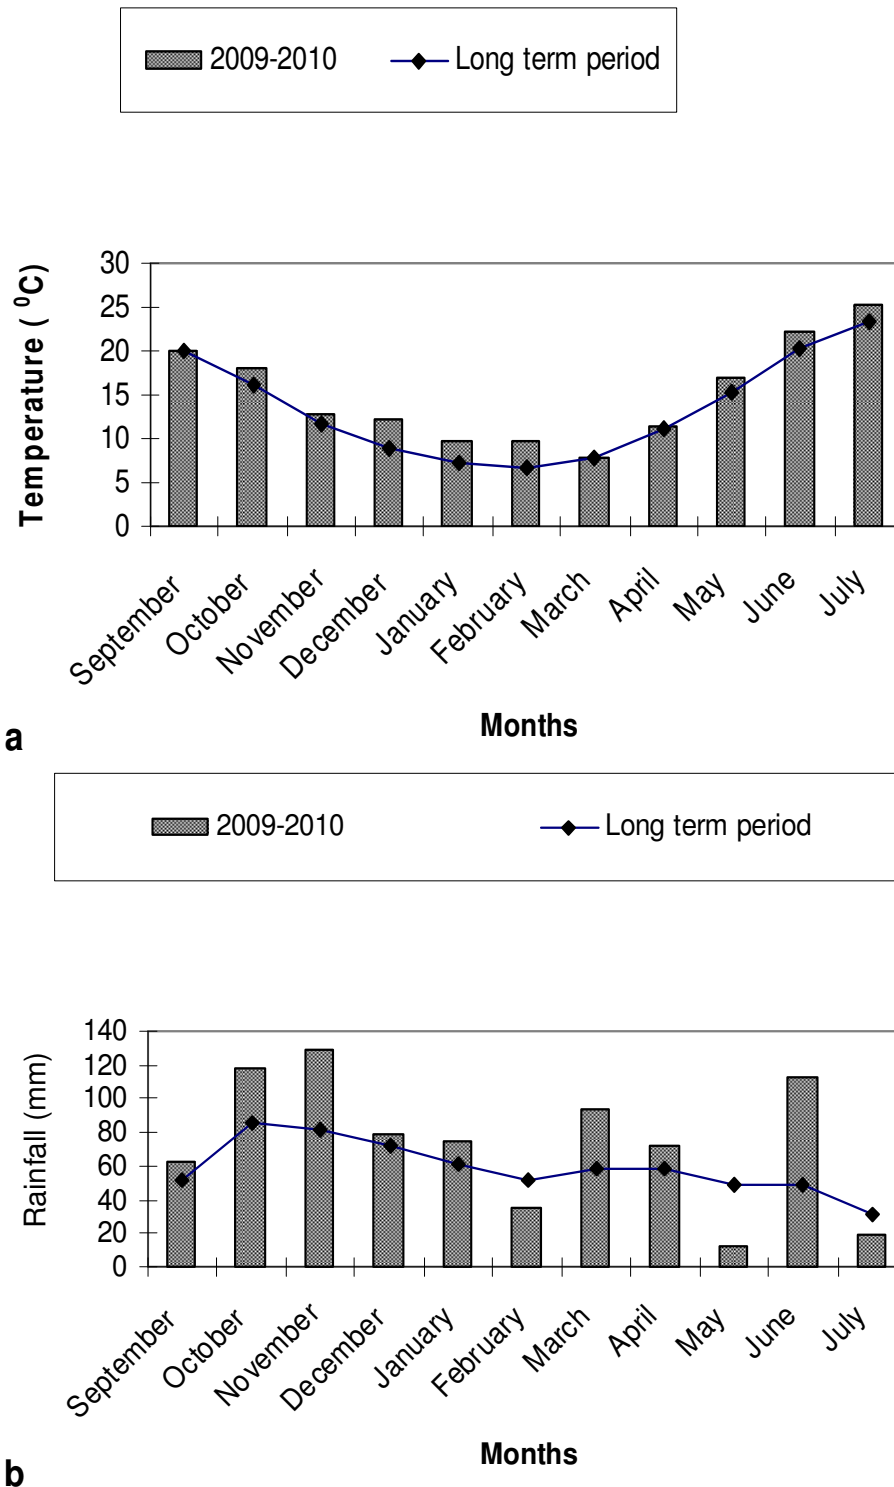 2009-2010 Long term period
Temperature ( ⁰C)
30
25
20
15
10
5
0
September October November December January February March April May June July
Months
a
2009-2010 Long term period
Rainfall (mm)
140
120
100
80
60
40
20
0
September October November December January February March April May June July
Months
b